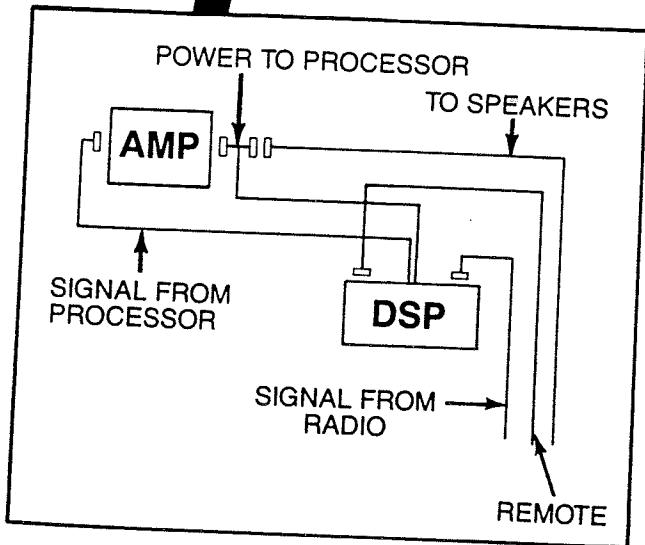 POWER TO PROCESSOR
TO SPEAKERS
AMP
SIGNAL FROM
PROCESSOR
DSP
SIGNAL FROM
RADIO
REMOTE